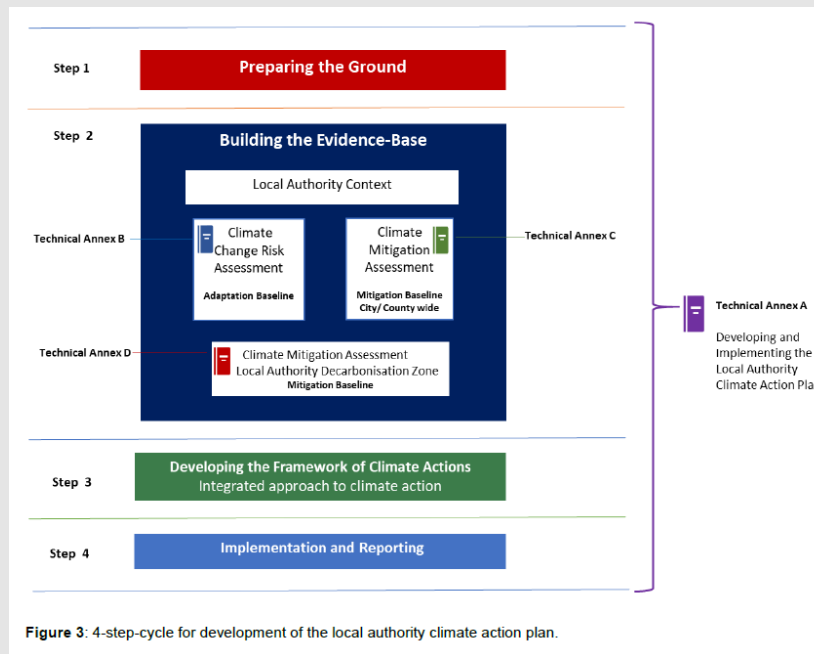 Step 1
Preparing the Ground
Step 2
Building the Evidence-Base
Local Authority Context
Technical Annex B
Climate
Change Risk
Assessment
Adaptation Baseline
Climate
Mitigation
Assessment
Mitigation Baseline
City/ County wide
Technical Annex C
Technical Annex D
Climate Mitigation Assessment
Local Authority Decarbonisation Zone
Mitigation Baseline
Technical Annex A
Developing and
Implementing the
Local Authority
Climate Action Pla
Step 3
Developing the Framework of Climate Actions
Integrated approach to climate action
Step 4
Implementation and Reporting
Figure 3: 4-step-cycle for development of the local authority climate action plan.